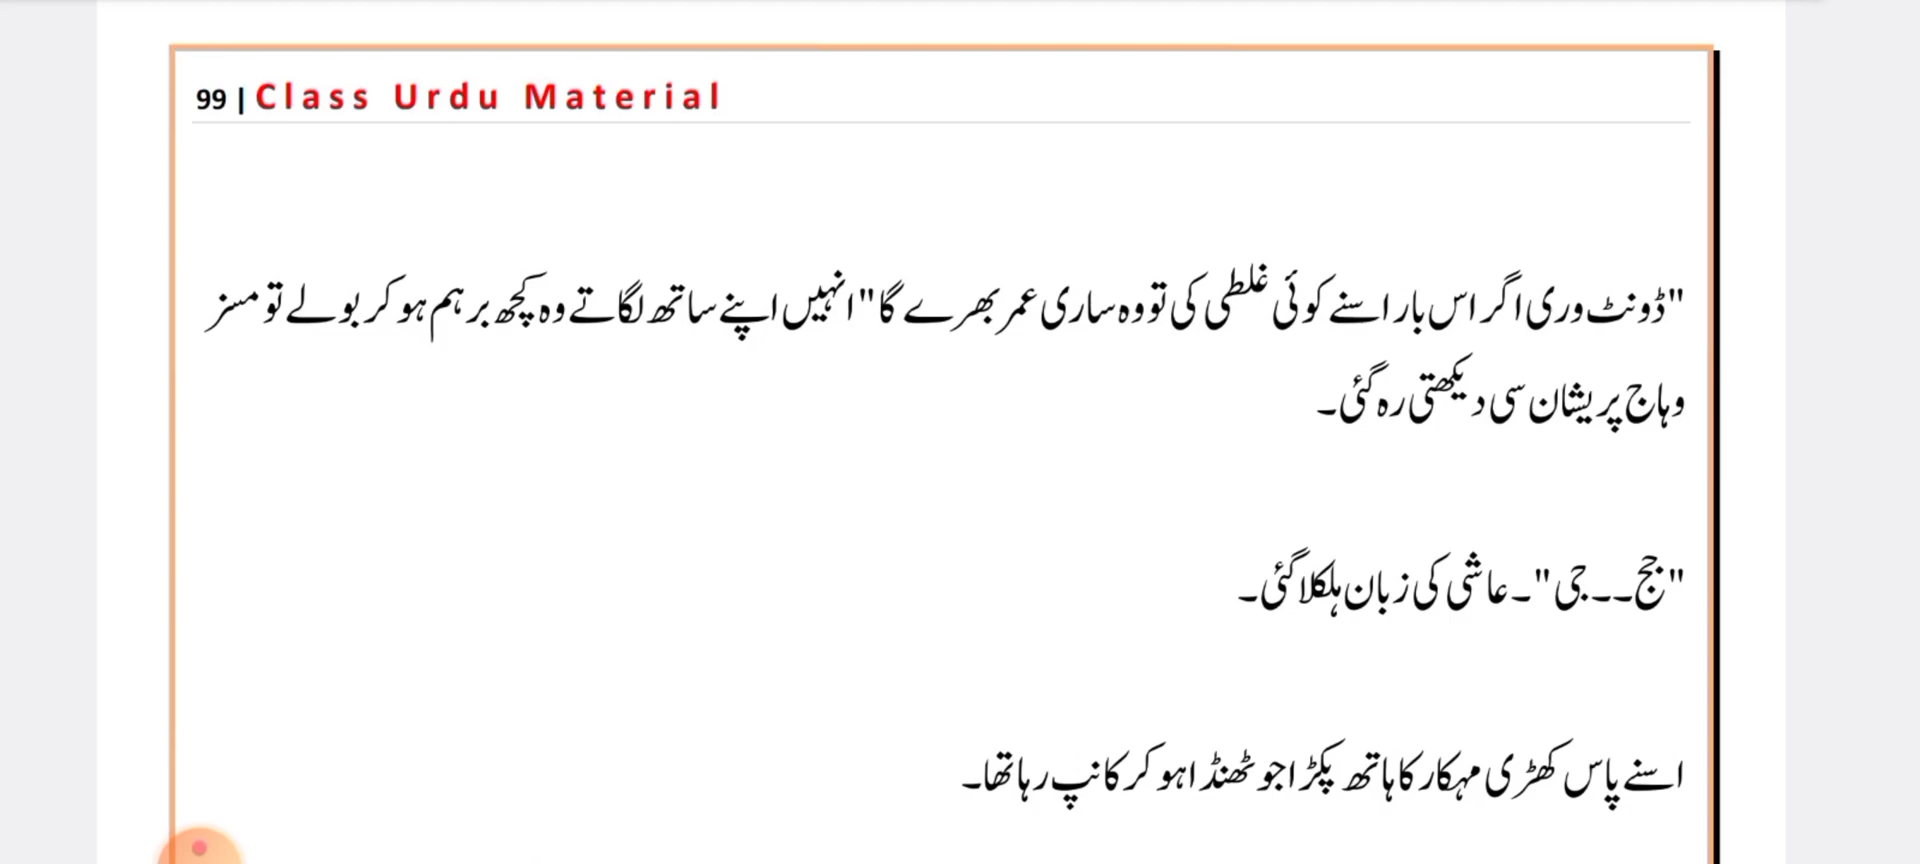 99 | Class Urdu Material
"ڈونٹ وری اگر اس بار اسنے کوئی غلطی کی تو وہ ساری عمر بھرے گا" انہیں اپنے ساتھ لگاتے وہ کچھ برہم ہو کر بولے تو مسز
وہاج پریشان سی دیکھتی رہ گئی۔
"جج۔۔جی"۔ عاشی کی زبان ہلکلا گئی۔
اسنے پاس کھڑی مہکار کا ہاتھ پکڑا جو ٹھنڈا ہو کر کانپ رہا تھا۔